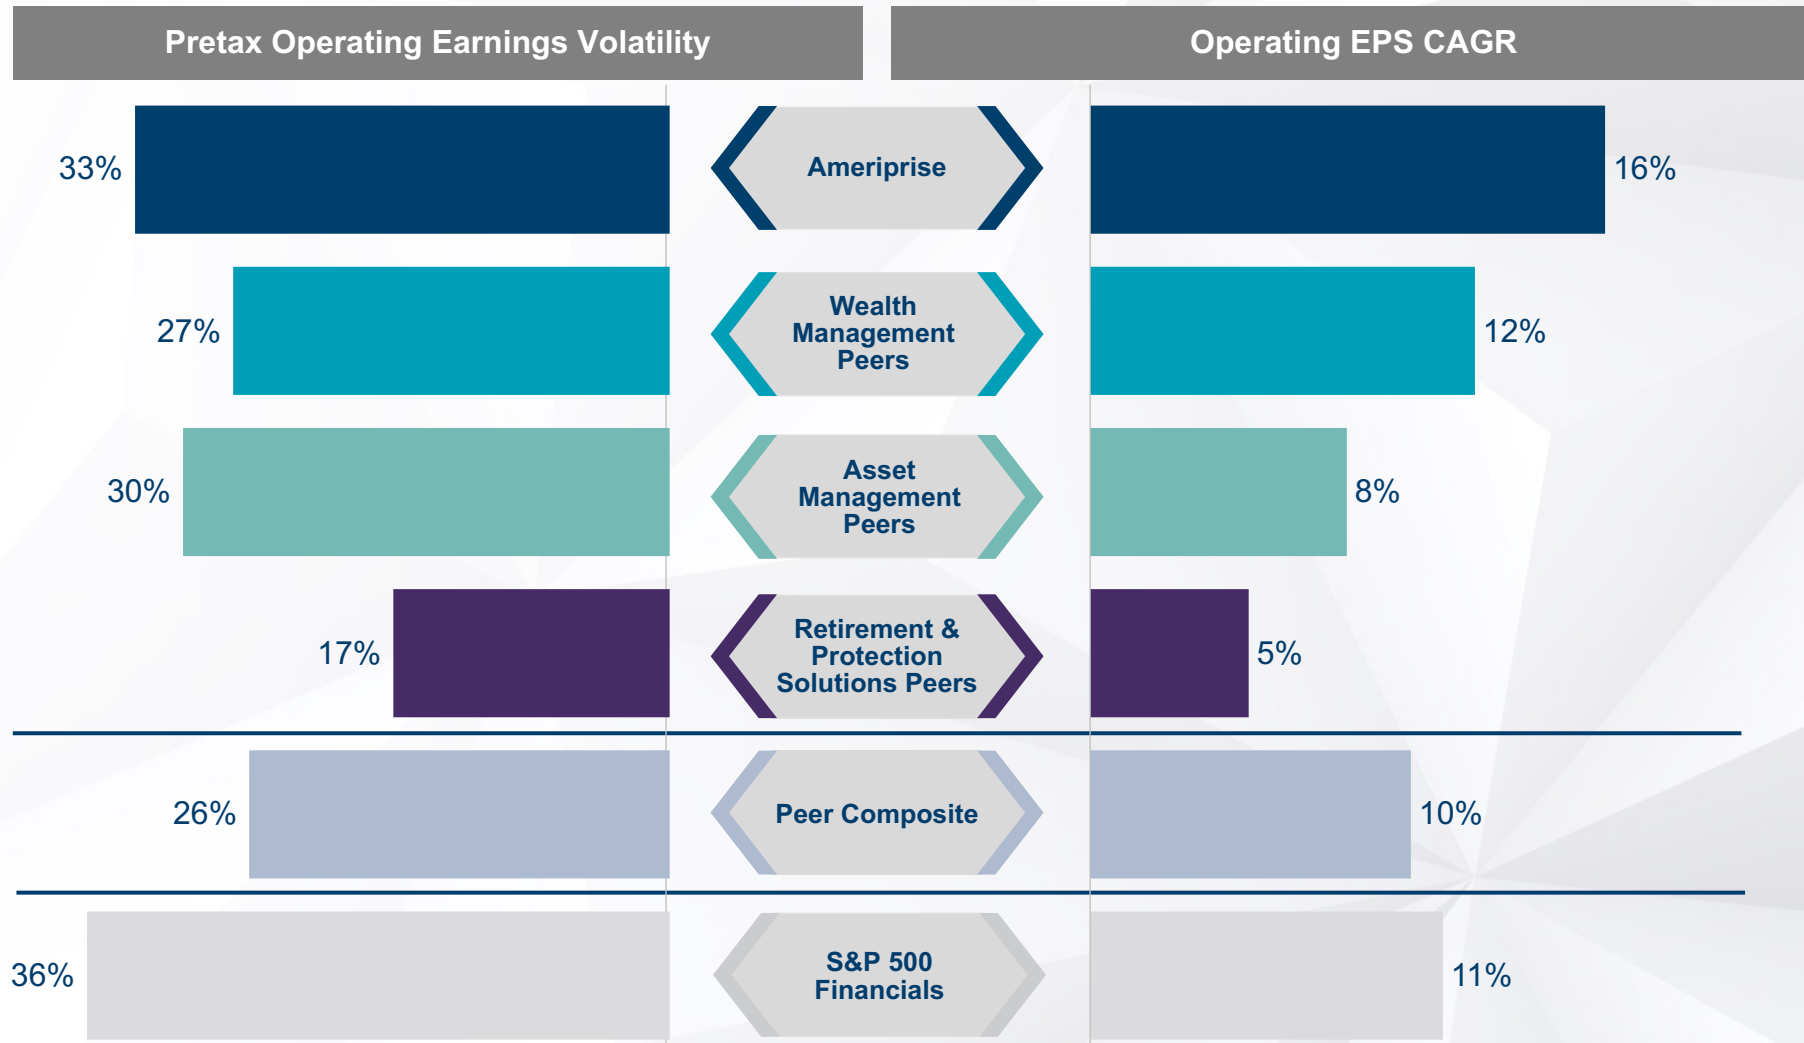 Pretax Operating Earnings Volatility
Operating EPS CAGR
33%
Ameriprise
16%
27%
Wealth
Management
Peers
12%
30%
Asset
Management
Peers
8%
17%
Retirement &
Protection
Solutions Peers
5%
26%
Peer Composite
10%
36%
S&P 500
Financials
11%